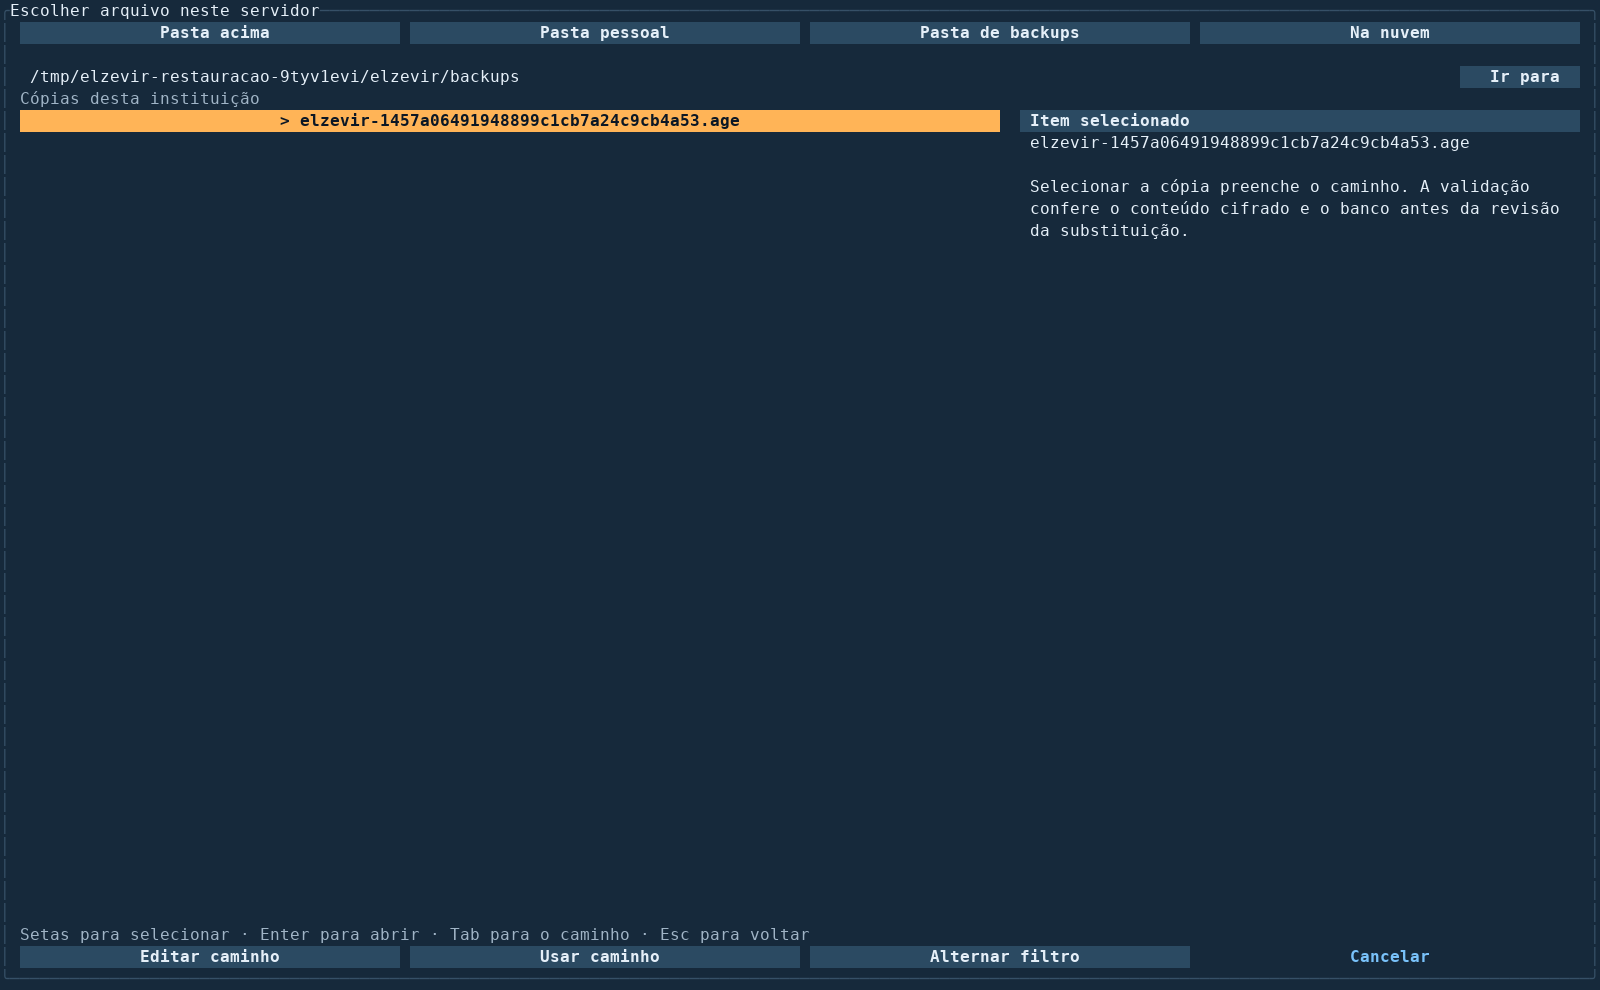 Escolher arquivo neste servidor
Pasta acima Pasta pessoal Pasta de backups Na nuvem
/tmp/elzevir-restauracao-9tyv1evi/elzevir/backups Ir para
Cópias desta instituição
> elzevir-1457a06491948899c1cb7a24c9cb4a53.age
Item selecionado
elzevir-1457a06491948899c1cb7a24c9cb4a53.age
Selecionar a cópia preenche o caminho. A validação
confere o conteúdo cifrado e o banco antes da revisão
da substituição.
Setas para selecionar · Enter para abrir · Tab para o caminho · Esc para voltar
Editar caminho Usar caminho Alternar filtro Cancelar